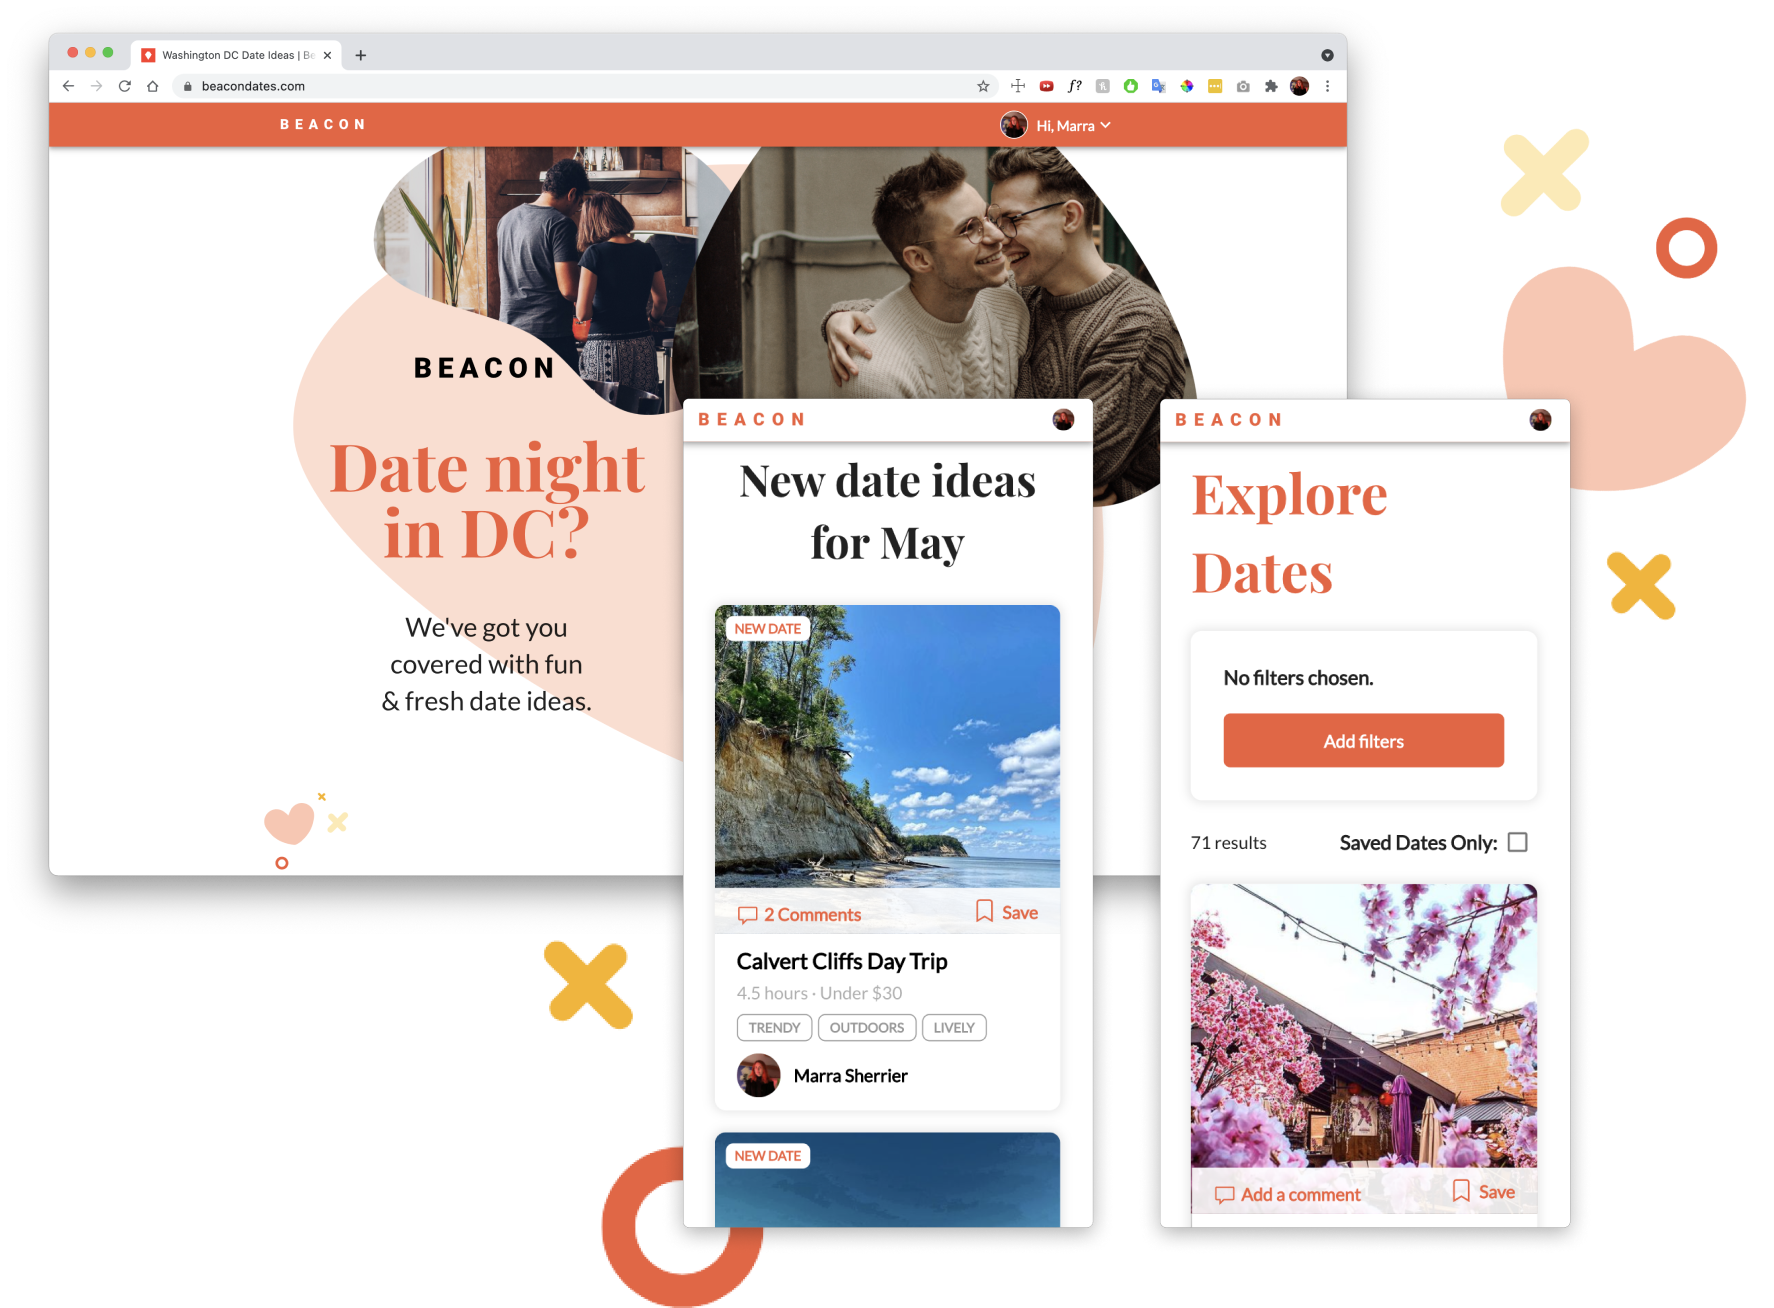 Washington DC Date Ideas | Be
beacondates.com
f?
BEACON
Hi, Marra
BEACON
Date night
in DC?
We've got you
covered with fun
& fresh date ideas.
BEACON
New date ideas
for May
NEW DATE
2 Comments
Save
Calvert Cliffs Day Trip
4.5 hours · Under $30
TRENDY OUTDOORS LIVELY
Marra Sherrier
NEW DATE
BEACON
Explore
Dates
No filters chosen.
Add filters
71 results
Saved Dates Only:
Add a comment
Save